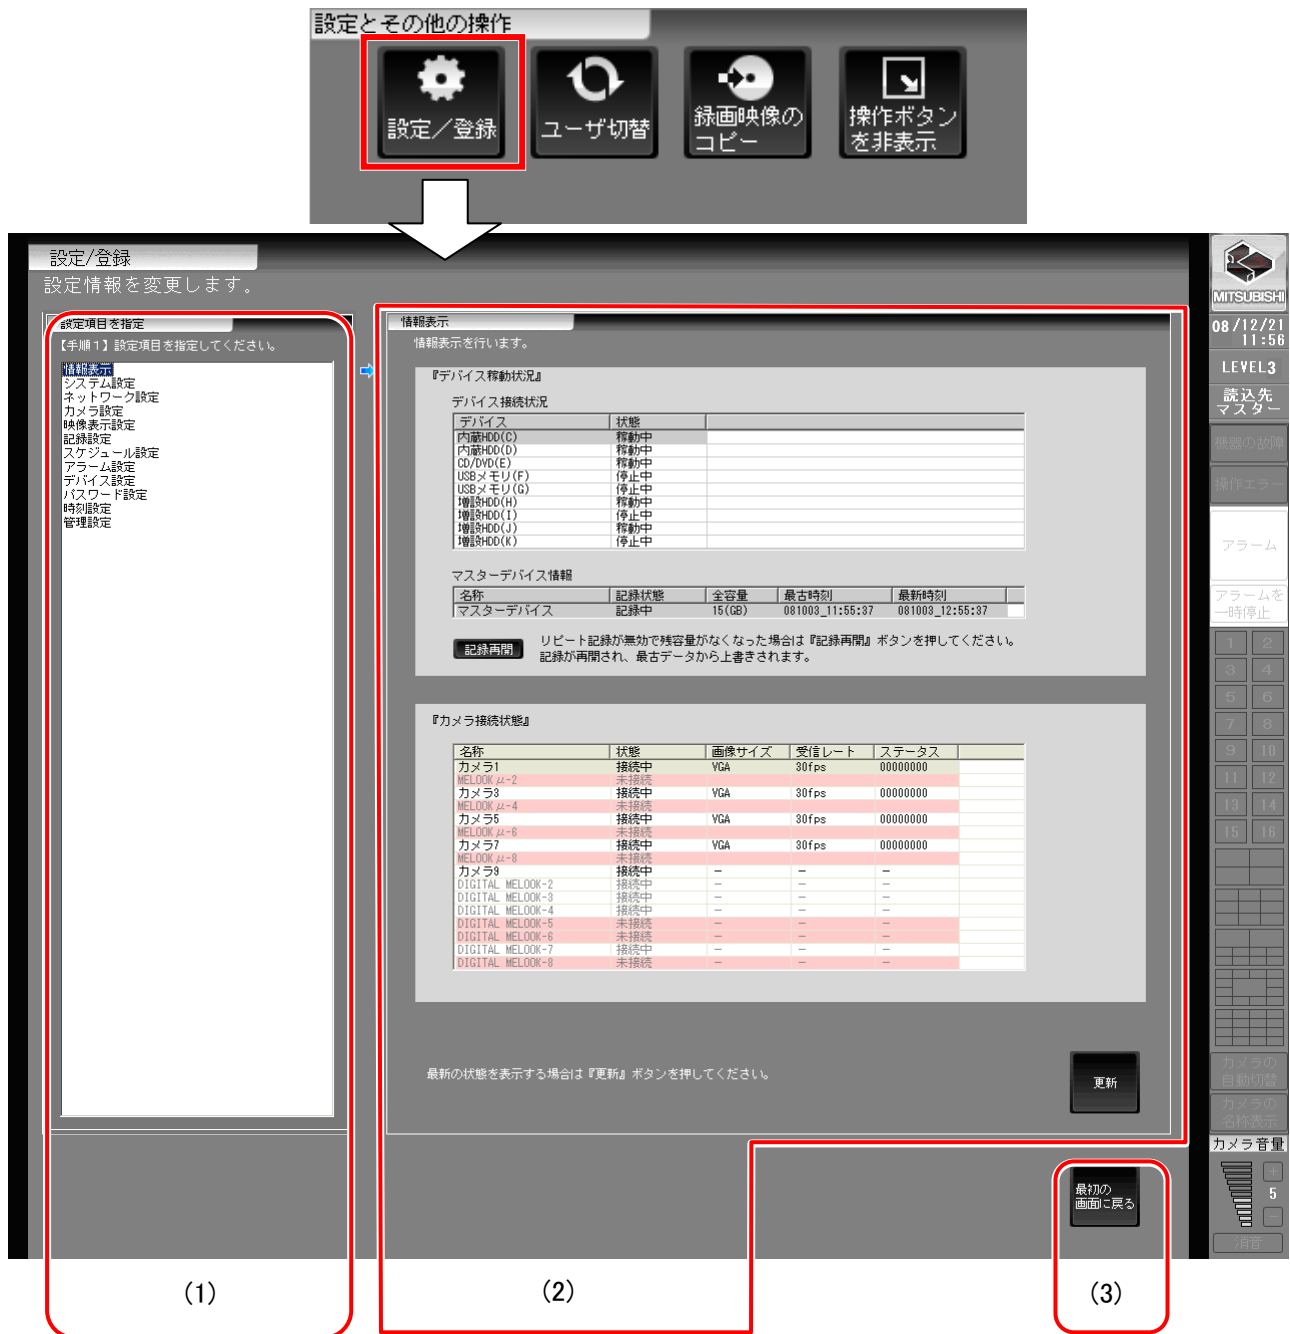 設定とその他の操作
設定／登録
ユーザ切替
録画映像の
コピー
操作ボタン
を非表示
設定/登録
設定情報を変更します。
設定項目を指定
【手順１】設定項目を指定してください。
情報表示
システム設定
ネットワーク設定
カメラ設定
映像表示設定
記録設定
スケジュール設定
アラーム設定
デバイス設定
パスワード設定
時刻設定
管理設定
情報表示
情報表示を行います。
『デバイス稼動状況』
デバイス接続状況
デバイス 状態
内蔵HDD(C) 稼動中
内蔵HDD(D) 稼動中
CD/DVD(E) 稼動中
USBメモリ(F) 停止中
USBメモリ(G) 停止中
増設HDD(H) 稼動中
増設HDD(I) 停止中
増設HDD(J) 稼動中
増設HDD(K) 停止中
マスターデバイス情報
名称 記録状態 全容量 最古時刻 最新時刻
マスターデバイス 記録中 15(GB) 081003_11:55:37 081003_12:55:37
記録再開
リピート記録が無効で残容量がなくなった場合は『記録再開』ボタンを押してください。
記録が再開され、最古データから上書きされます。
『カメラ接続状態』
名称 状態 画像サイズ 受信レート ステータス
カメラ1 接続中 VGA 30fps 00000000
MELOOKμ-2 未接続
カメラ3 接続中 VGA 30fps 00000000
MELOOKμ-4 未接続
カメラ5 接続中 VGA 30fps 00000000
MELOOKμ-6 未接続
カメラ7 接続中 VGA 30fps 00000000
MELOOKμ-8 未接続
カメラ9 接続中 － － －
DIGITAL MELOOK-2 接続中 － － －
DIGITAL MELOOK-3 接続中 － － －
DIGITAL MELOOK-4 接続中 － － －
DIGITAL MELOOK-5 未接続 － － －
DIGITAL MELOOK-6 未接続 － － －
DIGITAL MELOOK-7 接続中 － － －
DIGITAL MELOOK-8 未接続 － － －
最新の状態を表示する場合は『更新』ボタンを押してください。
更新
最初の
画面に戻る
MITSUBISHI
08/12/21
11:56
LEVEL3
読込先
マスター
機器の故障
操作エラー
アラーム
アラームを
一時停止
1 2
3 4
5 6
7 8
9 10
11 12
13 14
15 16
カメラの
自動切替
カメラの
名称表示
カメラ音量
+
5
−
消音
(1)
(2)
(3)